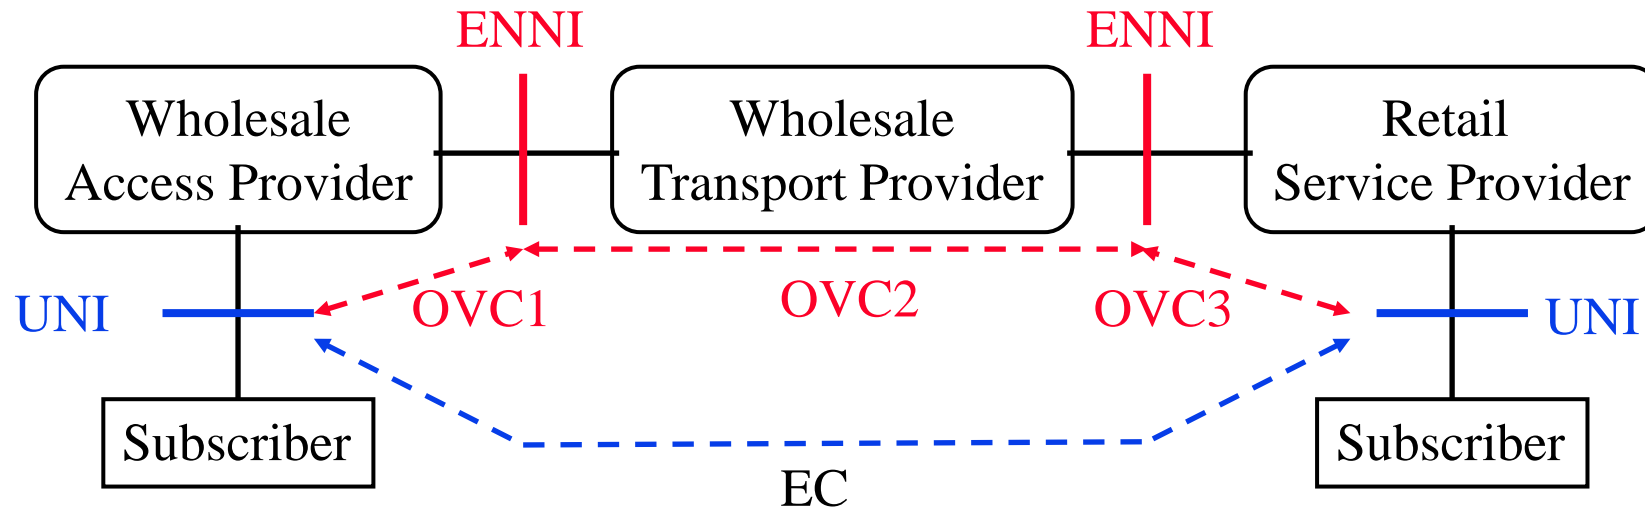 ENNI
ENNI
Wholesale
Access Provider
Wholesale
Transport Provider
Retail
Service Provider
UNI
OVC1
OVC2
OVC3
UNI
Subscriber
Subscriber
EC